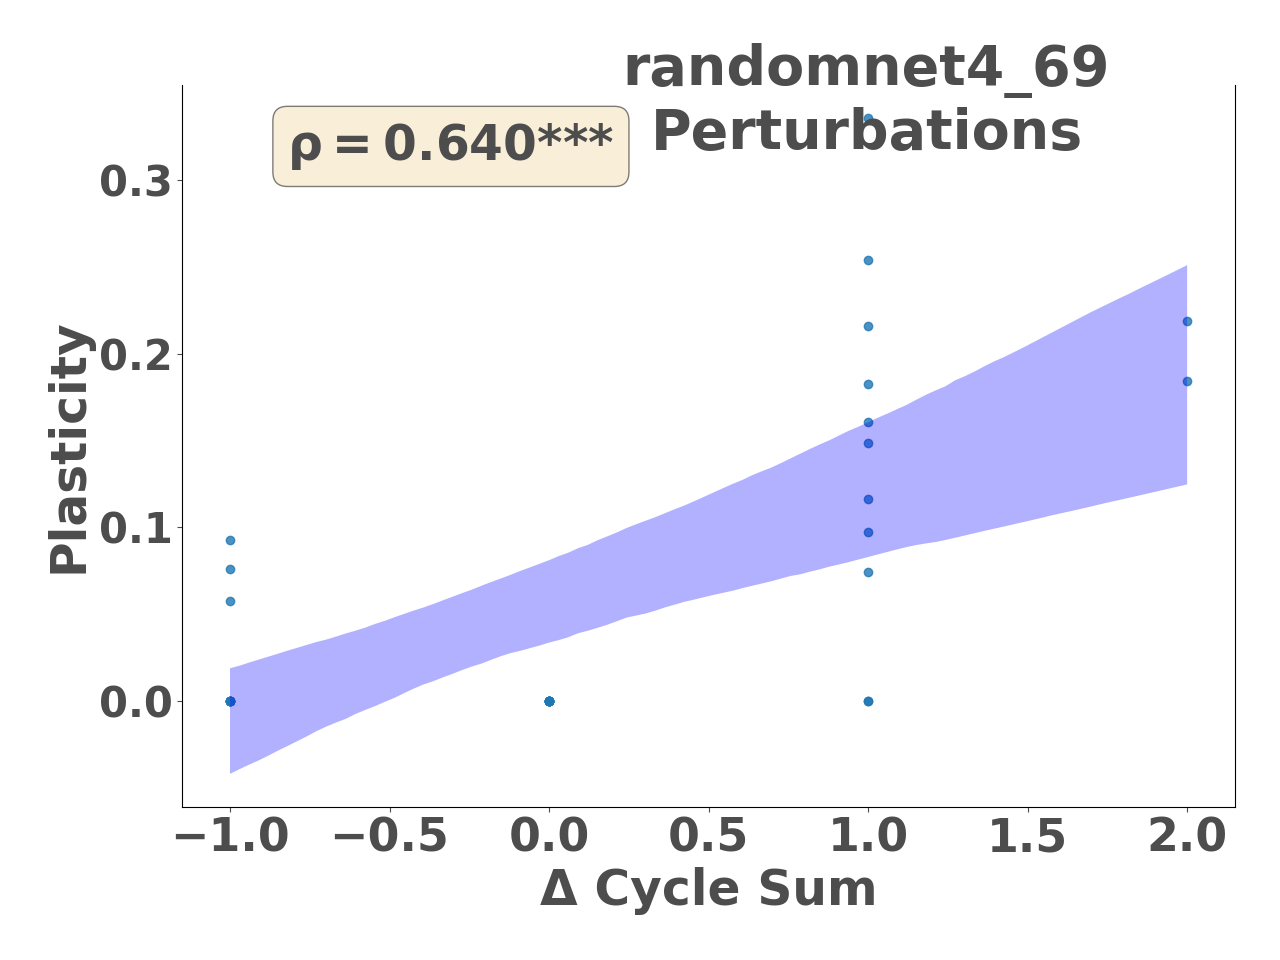 randomnet4_69
Perturbations
ρ = 0.640***
Plasticity
0.3
0.2
0.1
0.0
−1.0 −0.5 0.0 0.5 1.0 1.5 2.0
Δ Cycle Sum